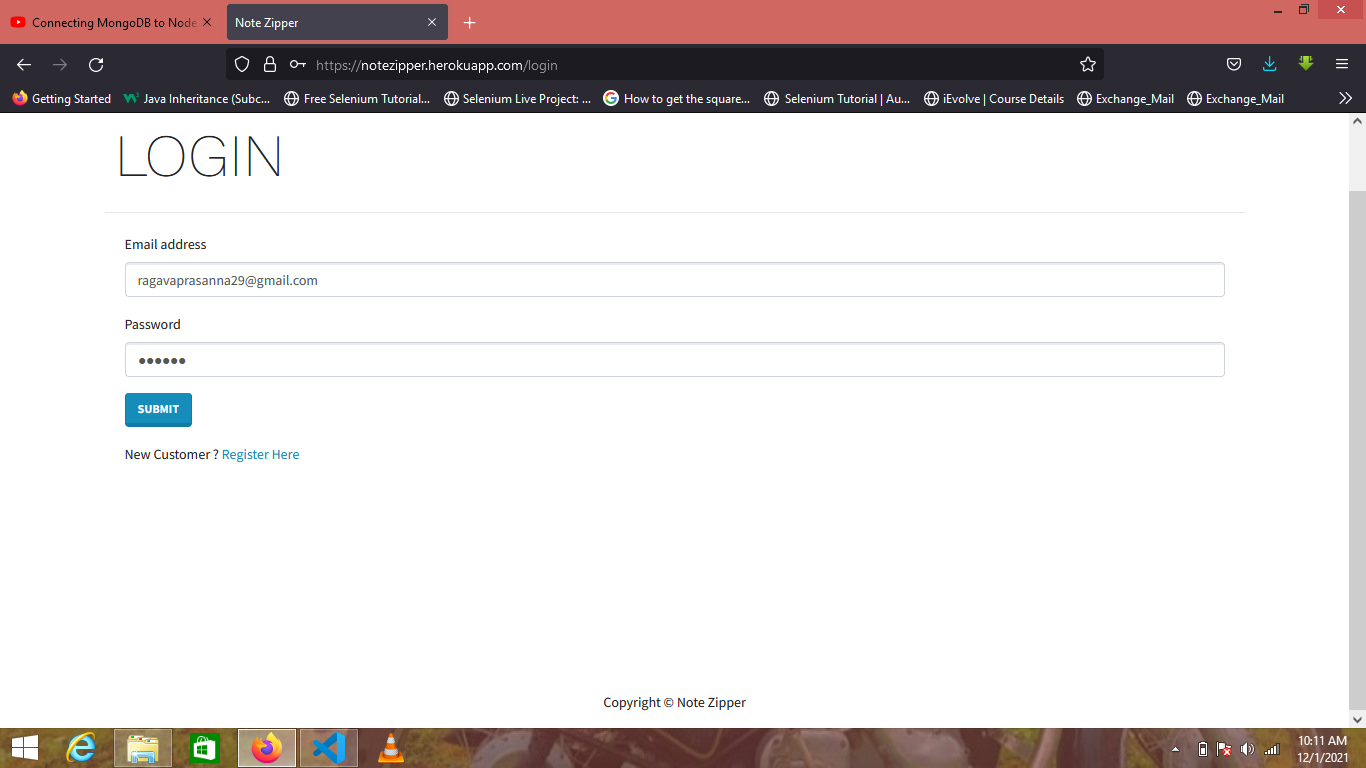 Connecting MongoDB to Node
Note Zipper
https://notezipper.herokuapp.com/login
Getting Started
Java Inheritance (Subc...
Free Selenium Tutorial...
Selenium Live Project: ...
How to get the square...
Selenium Tutorial | Au...
iEvolve | Course Details
Exchange_Mail
Exchange_Mail
LOGIN
Email address
ragavaprasanna29@gmail.com
Password
●●●●●●
SUBMIT
New Customer ? Register Here
Copyright © Note Zipper
10:11 AM
12/1/2021